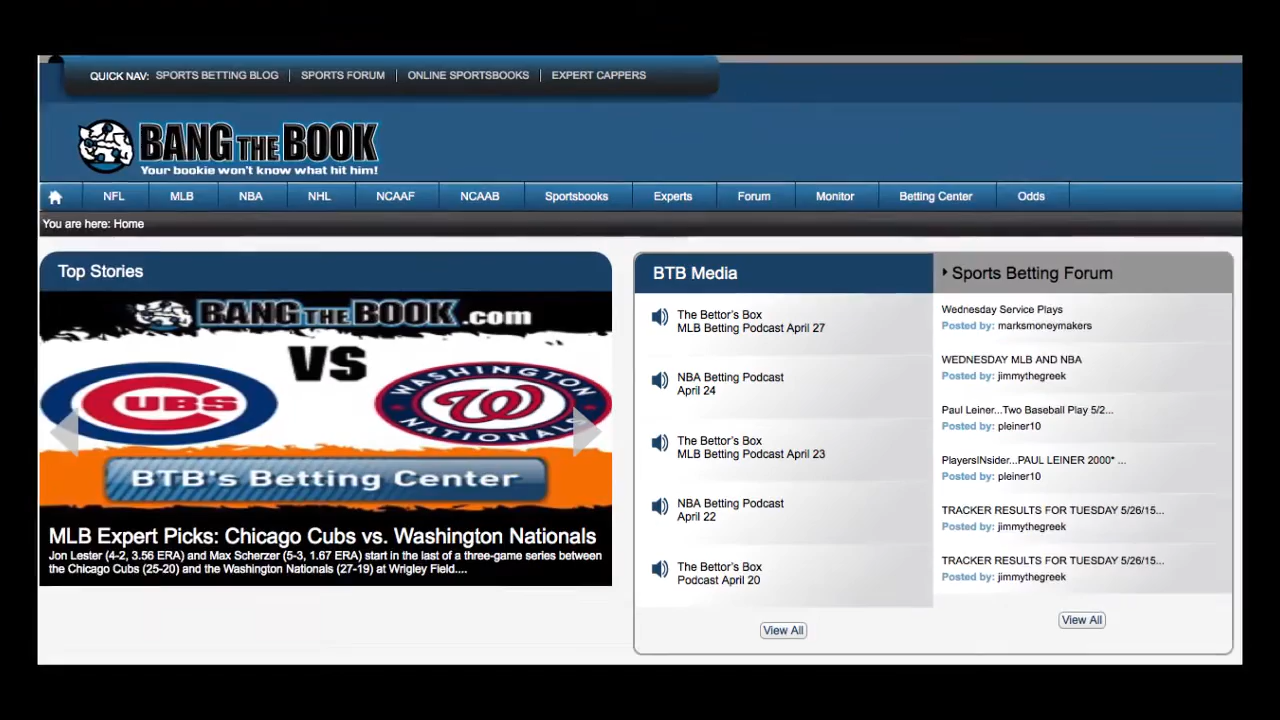 QUICK NAV: SPORTS BETTING BLOG | SPORTS FORUM | ONLINE SPORTSBOOKS | EXPERT CAPPERS
BANG THE BOOK
Your bookie won't know what hit him!
NFL MLB NBA NHL NCAAF NCAAB Sportsbooks Experts Forum Monitor Betting Center Odds
You are here: Home
Top Stories
BANG THE BOOK.com
VS
CUBS
WASHINGTON
W
NATIONALS
BTB's Betting Center
MLB Expert Picks: Chicago Cubs vs. Washington Nationals
Jon Lester (4-2, 3.56 ERA) and Max Scherzer (5-3, 1.67 ERA) start in the last of a three-game series between
the Chicago Cubs (25-20) and the Washington Nationals (27-19) at Wrigley Field....
BTB Media
The Bettor's Box
MLB Betting Podcast April 27
NBA Betting Podcast
April 24
The Bettor's Box
MLB Betting Podcast April 23
NBA Betting Podcast
April 22
The Bettor's Box
Podcast April 20
View All
Sports Betting Forum
Wednesday Service Plays
Posted by: marksmoneymakers
WEDNESDAY MLB AND NBA
Posted by: jimmythegreek
Paul Leiner...Two Baseball Play 5/2...
Posted by: pleiner10
PlayersINsider...PAUL LEINER 2000* ...
Posted by: pleiner10
TRACKER RESULTS FOR TUESDAY 5/26/15...
Posted by: jimmythegreek
TRACKER RESULTS FOR TUESDAY 5/26/15...
Posted by: jimmythegreek
View All